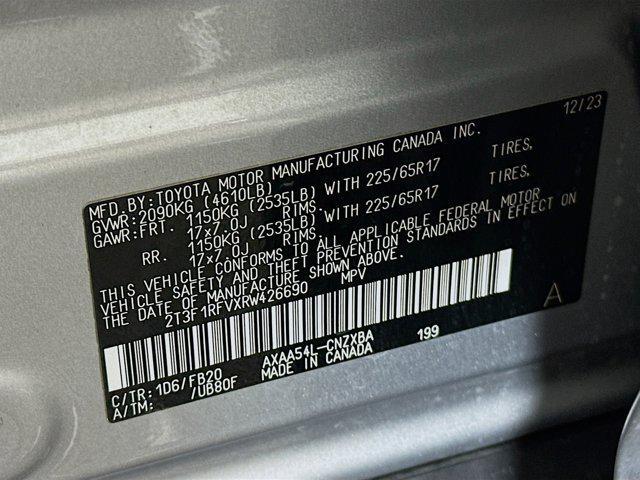 12/23
MFD.BY:TOYOTA MOTOR MANUFACTURING CANADA INC.
GVWR:2090KG (4610LB)
GAWR:FRT. 1150KG (2535LB) WITH 225/65R17 TIRES,
17x7.0J RIMS.
RR. 1150KG (2535LB) WITH 225/65R17 TIRES,
17x7.0J RIMS.
THIS VEHICLE CONFORMS TO ALL APPLICABLE FEDERAL MOTOR
VEHICLE SAFETY AND THEFT PREVENTION STANDARDS IN EFFECT ON
THE DATE OF MANUFACTURE SHOWN ABOVE.
2T3F1RFVXRW426690 MPV
A
C/TR:1D6/FB20 AXAA54L-CNZXBA 199
A/TM: /UB80F MADE IN CANADA